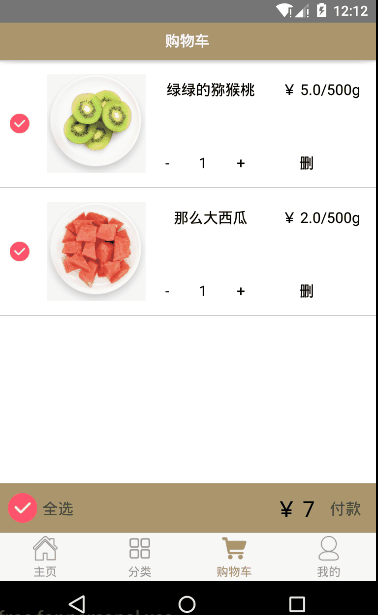 12:12
购物车
绿绿的猕猴桃 ￥ 5.0/500g
- 1 + 删
那么大西瓜 ￥ 2.0/500g
- 1 + 删
全选 ￥ 7 付款
主页 分类 购物车 我的